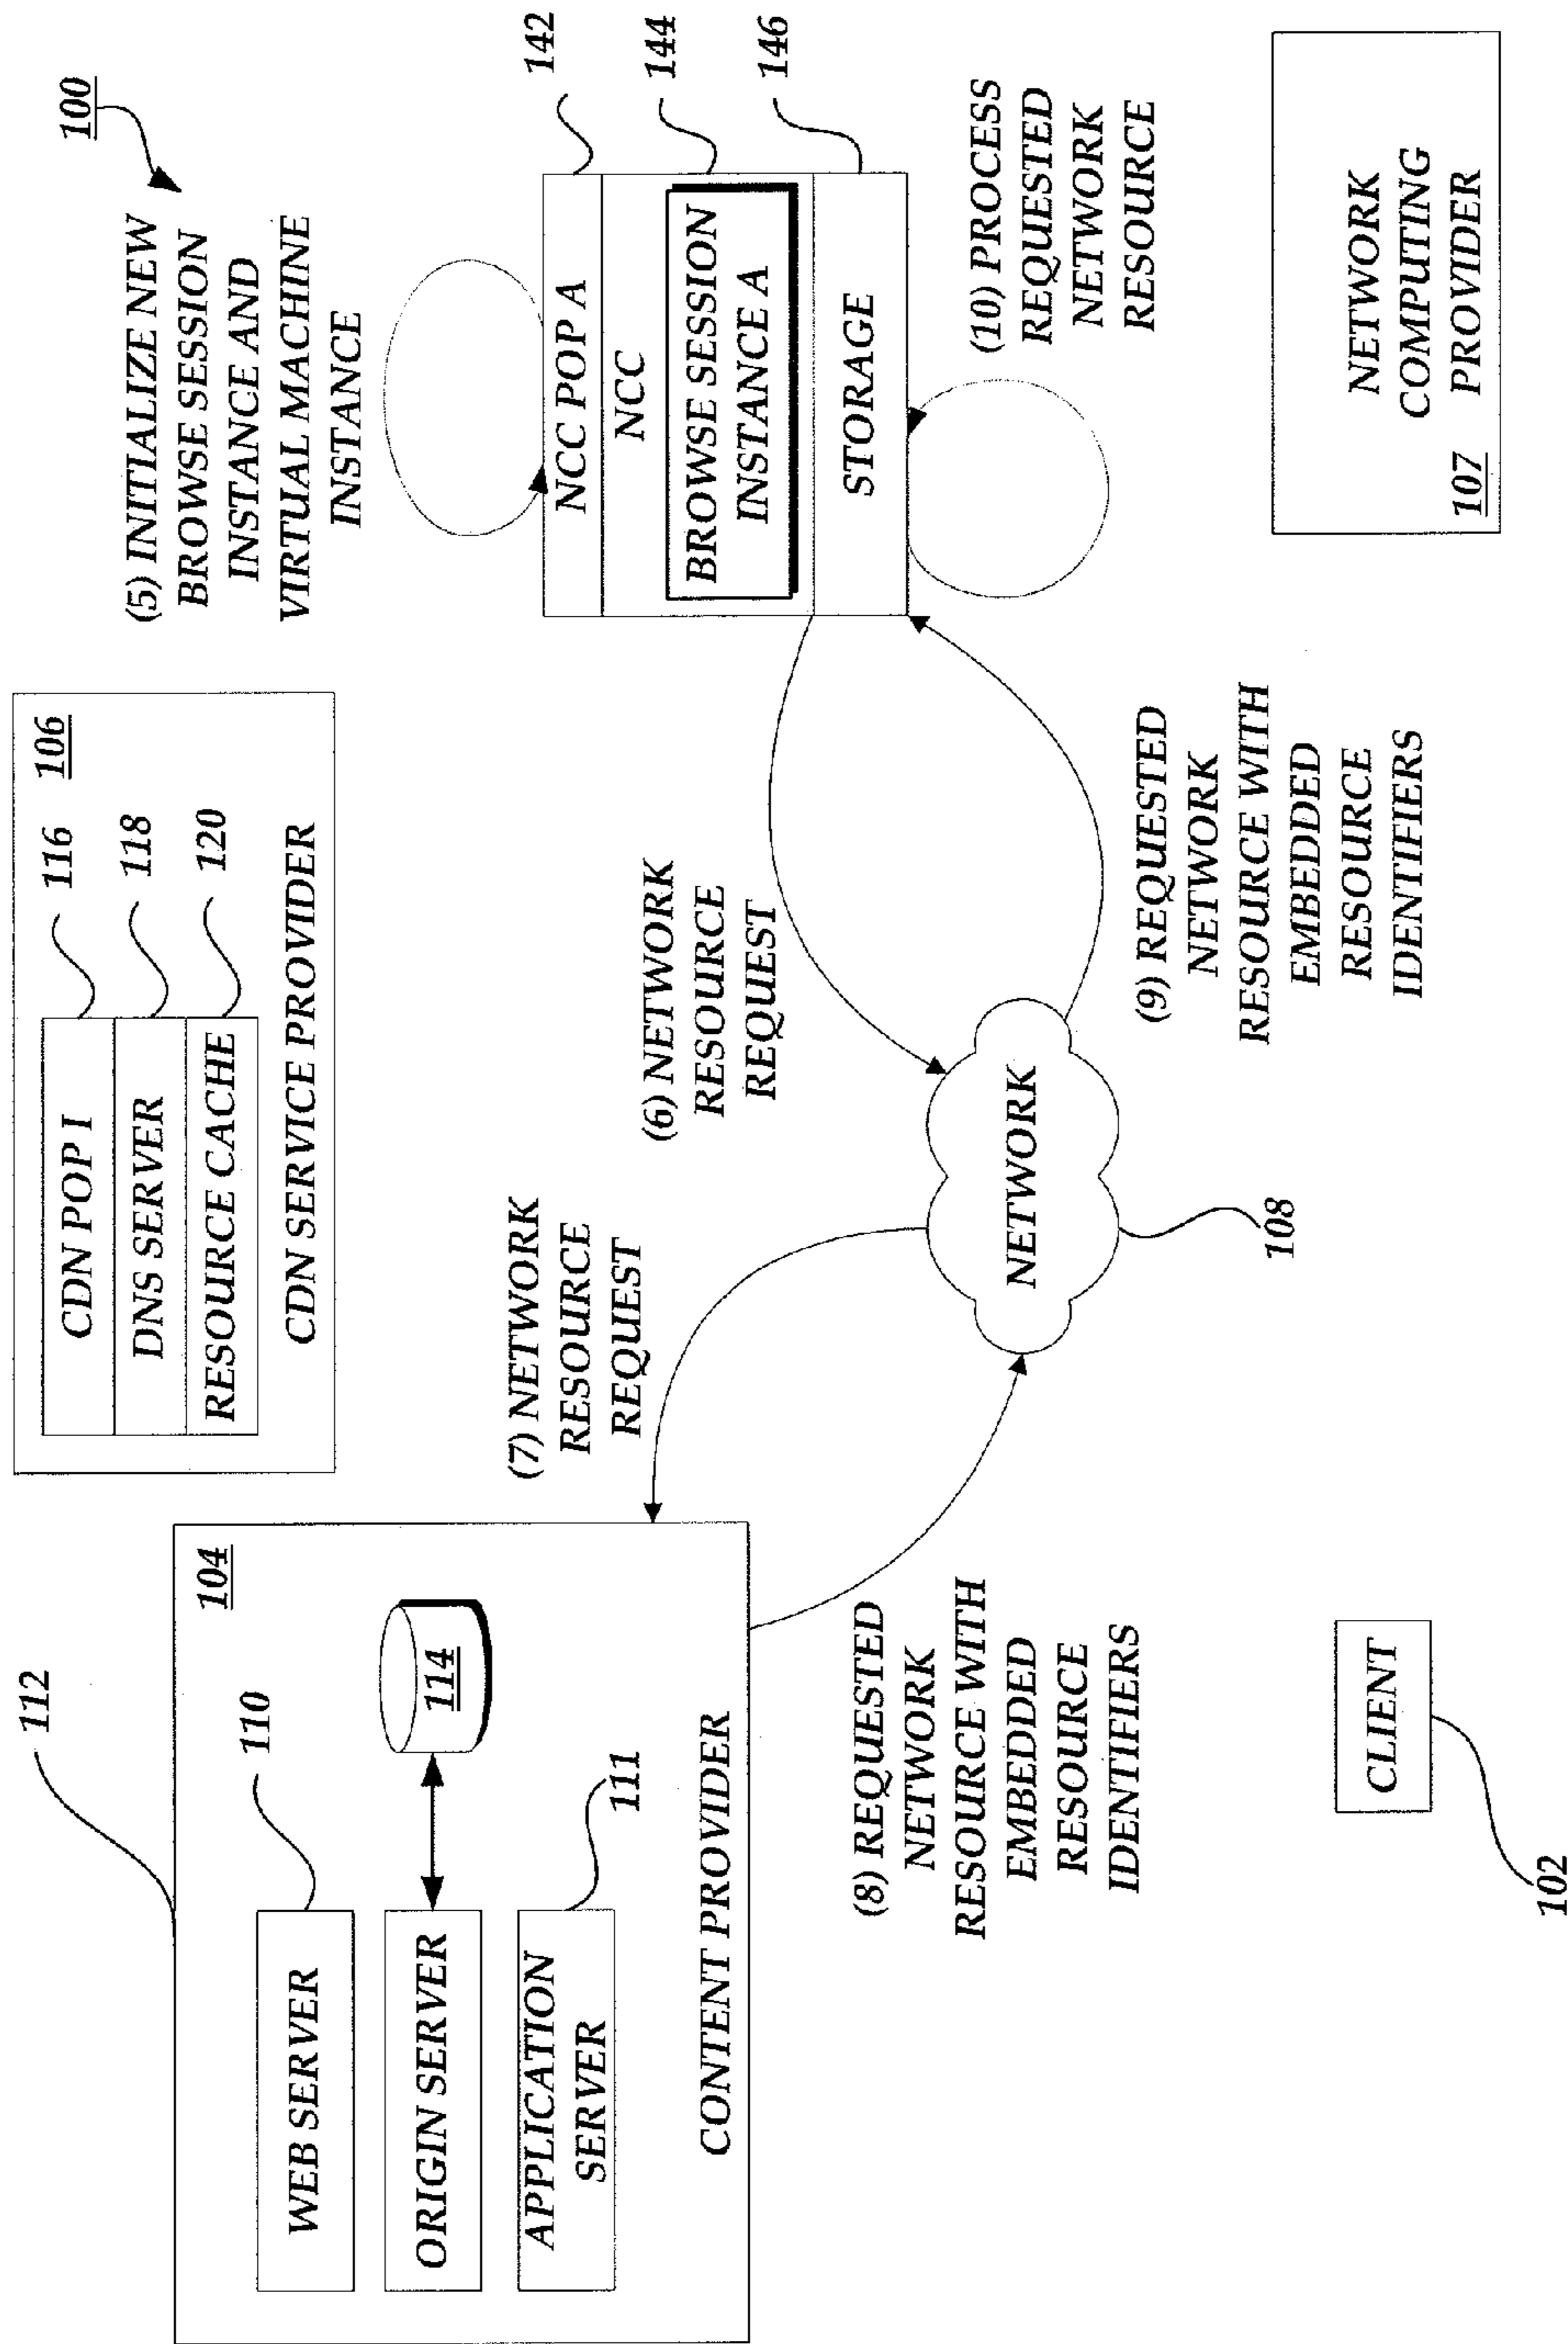 100
112
106
CDN POP I
116
DNS SERVER
118
RESOURCE CACHE
120
CDN SERVICE PROVIDER
(5) INITIALIZE NEW
BROWSE SESSION
INSTANCE AND
VIRTUAL MACHINE
INSTANCE
104
WEB SERVER
110
ORIGIN SERVER
114
APPLICATION
SERVER
111
CONTENT PROVIDER
(7) NETWORK
RESOURCE
REQUEST
(6) NETWORK
RESOURCE
REQUEST
NCC POP A
142
NCC
144
BROWSE SESSION
INSTANCE A
STORAGE
146
(10) PROCESS
REQUESTED
NETWORK
RESOURCE
(8) REQUESTED
NETWORK
RESOURCE WITH
EMBEDDED
RESOURCE
IDENTIFIERS
NETWORK
108
(9) REQUESTED
NETWORK
RESOURCE WITH
EMBEDDED
RESOURCE
IDENTIFIERS
CLIENT
102
NETWORK
COMPUTING
PROVIDER
107